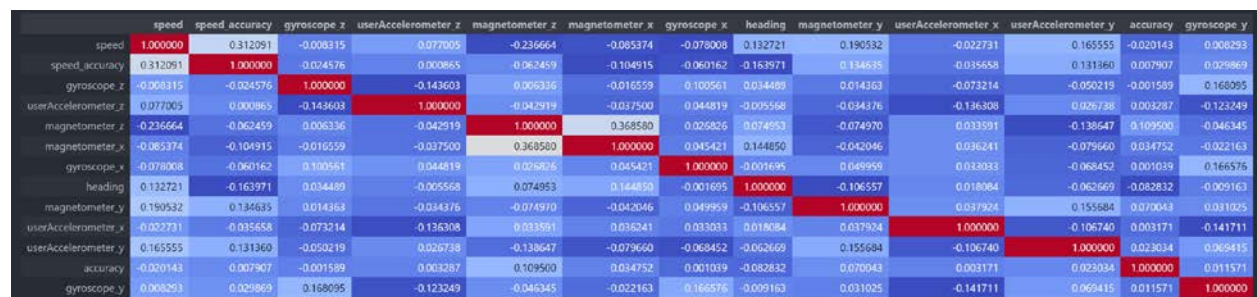 speed speed_accuracy gyroscope_z userAccelerometer_z magnetometer_z magnetometer_x gyroscope_x heading magnetometer_y userAccelerometer_x userAccelerometer_y accuracy gyroscope_y
speed 1.000000 0.312091 -0.008315 0.077005 -0.236664 -0.085374 -0.078008 0.132721 0.190532 -0.022731 0.165555 -0.020143 0.008293
speed_accuracy 0.312091 1.000000 -0.024576 0.000865 -0.062459 -0.104915 -0.060162 -0.163971 0.134635 -0.035658 0.131360 0.007907 0.029869
gyroscope_z -0.008315 -0.024576 1.000000 -0.143603 0.006336 -0.016559 0.100561 0.034489 0.014363 -0.073214 -0.050219 -0.001589 0.168095
userAccelerometer_z 0.077005 0.000865 -0.143603 1.000000 -0.042919 -0.037500 0.044819 -0.005568 -0.034376 -0.136308 0.026738 0.003287 -0.123249
magnetometer_z -0.236664 -0.062459 0.006336 -0.042919 1.000000 0.368580 0.026826 0.074953 -0.074970 0.033591 -0.138647 0.109500 -0.046345
magnetometer_x -0.085374 -0.104915 -0.016559 -0.037500 0.368580 1.000000 0.045421 0.144850 -0.042046 0.036241 -0.079660 0.034752 -0.022163
gyroscope_x -0.078008 -0.060162 0.100561 0.044819 0.026826 0.045421 1.000000 -0.001695 0.049959 0.033033 -0.068452 0.001039 0.166576
heading 0.132721 -0.163971 0.034489 -0.005568 0.074953 0.144850 -0.001695 1.000000 -0.106557 0.018084 -0.062669 -0.082832 -0.009163
magnetometer_y 0.190532 0.134635 0.014363 -0.034376 -0.074970 -0.042046 0.049959 -0.106557 1.000000 0.037924 0.155684 0.070043 0.031025
userAccelerometer_x -0.022731 -0.035658 -0.073214 -0.136308 0.033591 0.036241 0.033033 0.018084 0.037924 1.000000 -0.106740 0.003171 -0.141711
userAccelerometer_y 0.165555 0.131360 -0.050219 0.026738 -0.138647 -0.079660 -0.068452 -0.062669 0.155684 -0.106740 1.000000 0.023034 0.069415
accuracy -0.020143 0.007907 -0.001589 0.003287 0.109500 0.034752 0.001039 -0.082832 0.070043 0.003171 0.023034 1.000000 0.011571
gyroscope_y 0.008293 0.029869 0.168095 -0.123249 -0.046345 -0.022163 0.166576 -0.009163 0.031025 -0.141711 0.069415 0.011571 1.000000